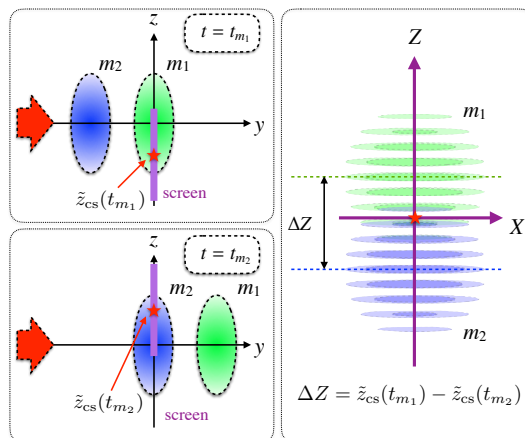 z
t = t_{m_1}
m_2
m_1
y
z̃_cs(t_{m_1})
screen
z
t = t_{m_2}
m_2
m_1
y
z̃_cs(t_{m_2})
screen
Z
m_1
ΔZ
X
m_2
ΔZ = z̃_cs(t_{m_1}) − z̃_cs(t_{m_2})